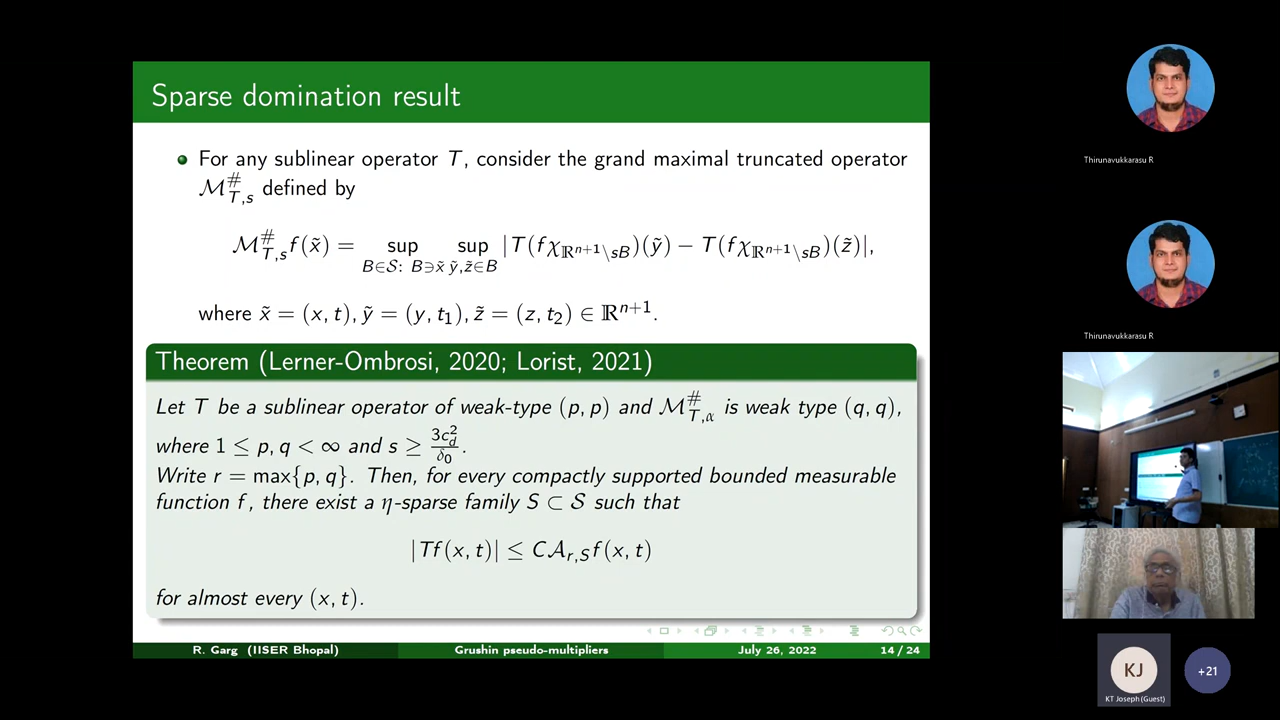 Sparse domination result
For any sublinear operator T, consider the grand maximal truncated operator
ℳ#T,s defined by
ℳ#T,s f(x̃) = sup B∈𝒮: B∋x̃ sup ỹ,z̃∈B |T(fχℝⁿ⁺¹\sB)(ỹ) − T(fχℝⁿ⁺¹\sB)(z̃)|,
where x̃ = (x, t), ỹ = (y, t₁), z̃ = (z, t₂) ∈ ℝⁿ⁺¹.
Theorem (Lerner-Ombrosi, 2020; Lorist, 2021)
Let T be a sublinear operator of weak-type (p, p) and ℳ#T,α is weak type (q, q),
where 1 ≤ p, q < ∞ and s ≥ 3c_d²/δ₀.
Write r = max{p, q}. Then, for every compactly supported bounded measurable
function f, there exist a η-sparse family S ⊂ 𝒮 such that
|Tf(x, t)| ≤ C𝒜r,S f(x, t)
for almost every (x, t).
R. Garg (IISER Bhopal) Grushin pseudo-multipliers July 26, 2022 14 / 24
Thirunavukkarasu R
Thirunavukkarasu R
KJ
KT Joseph (Guest)
+21